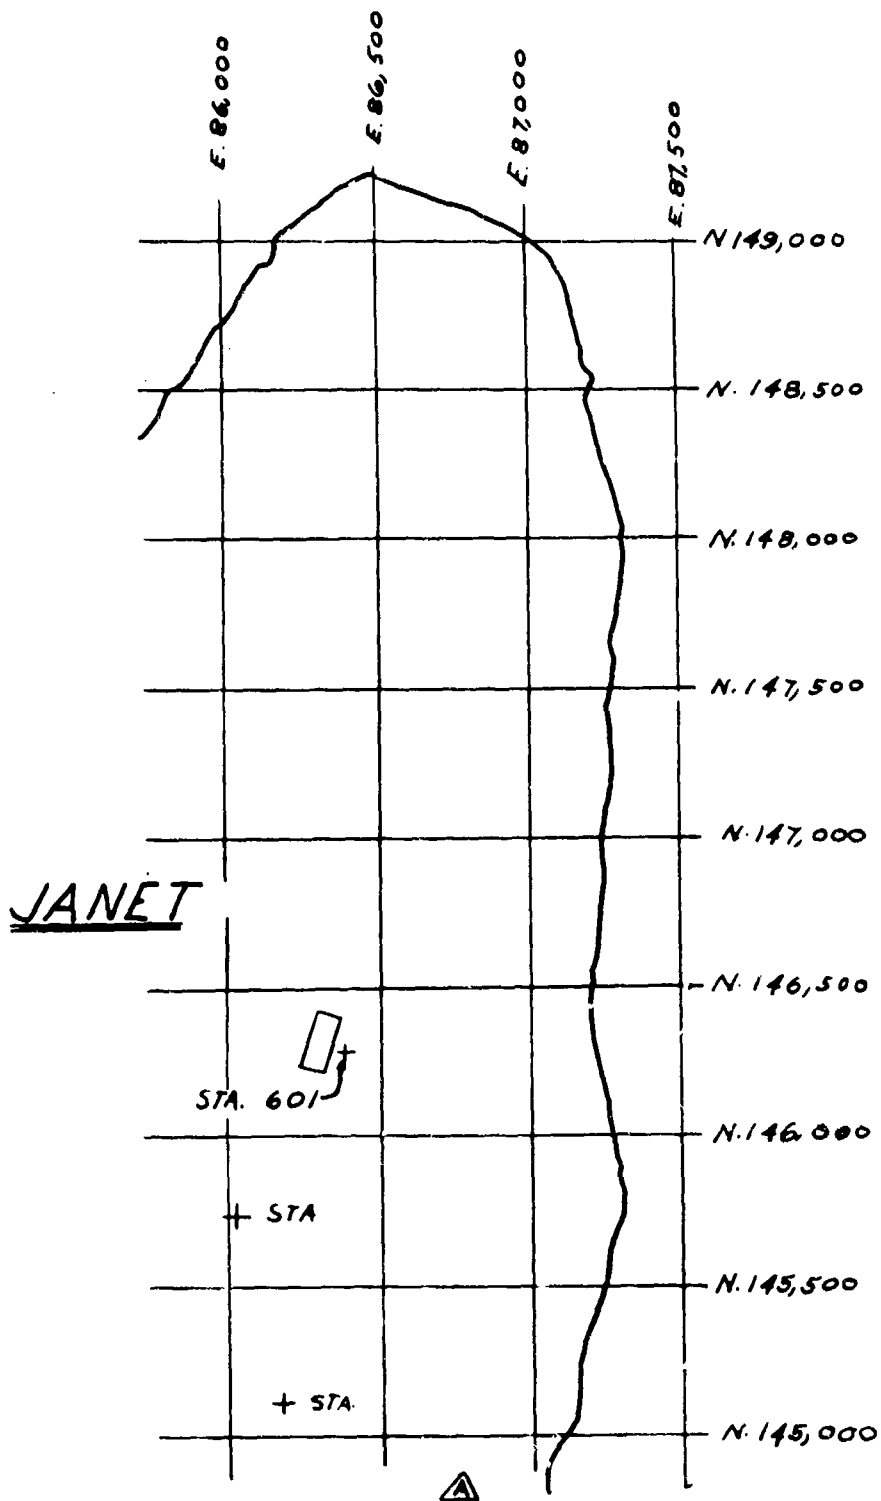 E. 86,000
E. 86,500
E. 87,000
E. 87,500
N 149,000
N. 148,500
N. 148,000
N. 147,500
N. 147,000
JANET
N. 146,500
STA. 601
N. 146,000
STA
N. 145,500
STA.
N. 145,000
A